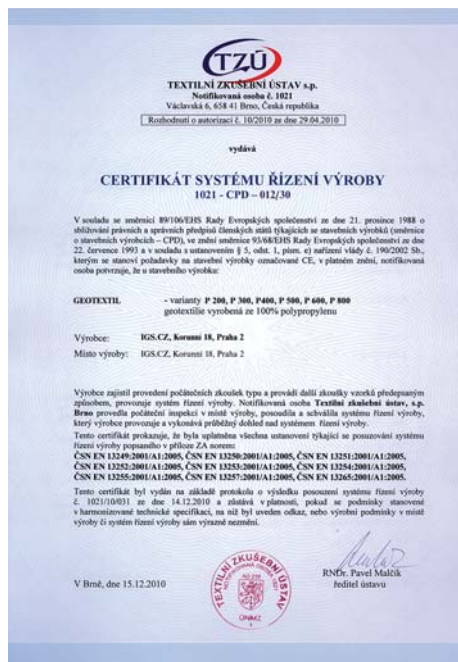 TZÚ
TEXTILNÍ ZKUŠEBNÍ ÚSTAV s.p.
Notifikovaná osoba č. 1021
Václavská 6, 658 41 Brno, Česká republika
Rozhodnutí o autorizaci č. 10/2010 ze dne 29.04.2010
vydává
CERTIFIKÁT SYSTÉMU ŘÍZENÍ VÝROBY
1021 - CPD – 012/30
V souladu se směrnicí 89/106/EHS Rady Evropských společenství ze dne 21. prosince 1988 o
sbližování právních a správních předpisů členských států týkajících se stavebních výrobků (směrnice
o stavebních výrobcích – CPD), ve znění směrnice 93/68/EHS Rady Evropských společenství ze dne
22. července 1993 a v souladu s ustanovením § 5, odst. 1, písm. e) nařízení vlády č. 190/2002 Sb.,
kterým se stanoví požadavky na stavební výrobky označované CE, v platném znění, notifikovaná
osoba potvrzuje, že u stavebního výrobku:
GEOTEXTIL - varianty P 200, P 300, P400, P 500, P 600, P 800
geotextilie vyrobená ze 100% polypropylenu
Výrobce: IGS.CZ, Korunní 18, Praha 2
Místo výroby: IGS.CZ, Korunní 18, Praha 2
Výrobce zajistil provedení počátečních zkoušek typu a provádí další zkoušky vzorků předepsaným
způsobem, provozuje systém řízení výroby. Notifikovaná osoba Textilní zkušební ústav, s.p.
Brno provedla počáteční inspekci v místě výroby, posoudila a schválila systému řízení výroby,
který výrobce provozuje a vykonává průběžný dohled nad systémem řízení výroby.
Tento certifikát prokazuje, že byla uplatněna všechna ustanovení týkající se posuzování systému
řízení výroby popsaného v příloze ZA norem:
ČSN EN 13249:2001/A1:2005, ČSN EN 13250:2001/A1:2005, ČSN EN 13251:2001/A1:2005,
ČSN EN 13252:2001/A1:2005, ČSN EN 13253:2001/A1:2005, ČSN EN 13254:2001/A1:2005,
ČSN EN 13255:2001/A1:2005, ČSN EN 13257:2001/A1:2005, ČSN EN 13265:2001/A1:2005.
Tento certifikát byl vydán na základě protokolu o výsledku posouzení systému řízení výroby
č. 1021/10/031 ze dne 14.12.2010 a zůstává v platnosti, pokud se podmínky stanovené
v harmonizované technické specifikaci, na níž byl uveden odkaz, nebo výrobní podmínky v místě
výroby či systém řízení výroby sám výrazně nezmění.
V Brně, dne 15.12.2010
TEXTILNÍ ZKUŠEBNÍ ÚSTAV
RNDr. Pavel Malčík
ředitel ústavu